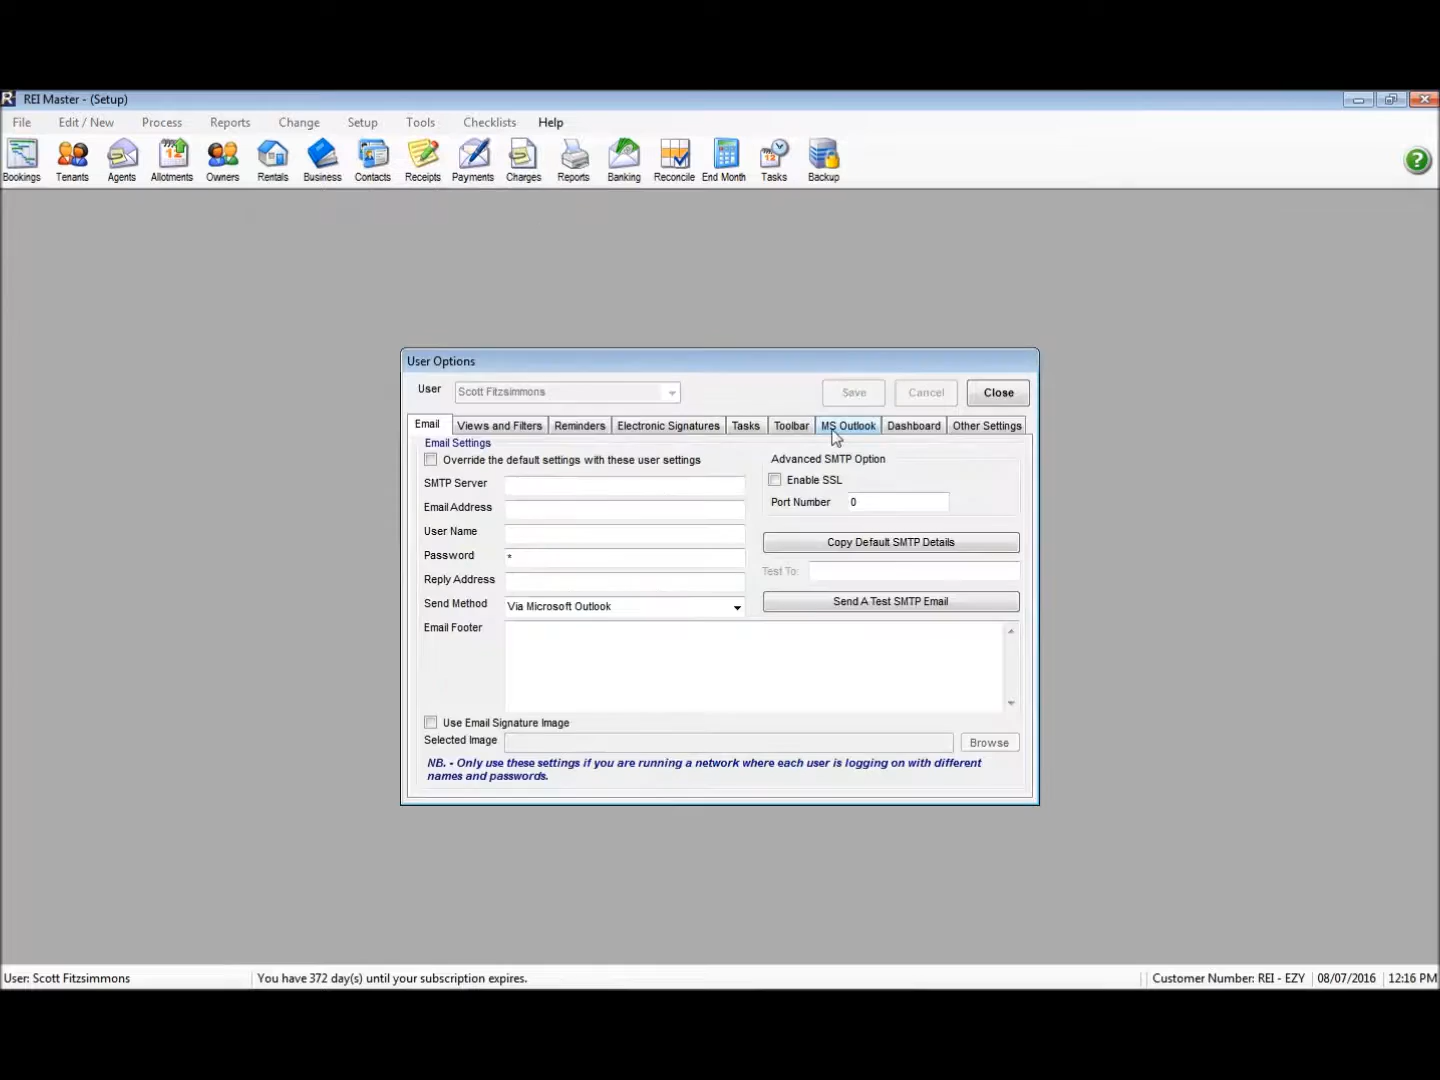 REI Master - (Setup)
File Edit / New Process Reports Change Setup Tools Checklists Help
Bookings Tenants Agents Allotments Owners Rentals Business Contacts Receipts Payments Charges Reports Banking Reconcile End Month Tasks Backup
User Options
User Scott Fitzsimmons Save Cancel Close
Email Views and Filters Reminders Electronic Signatures Tasks Toolbar MS Outlook Dashboard Other Settings
Email Settings
Override the default settings with these user settings
SMTP Server
Email Address
User Name
Password *
Reply Address
Send Method Via Microsoft Outlook
Email Footer
Advanced SMTP Option
Enable SSL
Port Number 0
Copy Default SMTP Details
Test To:
Send A Test SMTP Email
Use Email Signature Image
Selected Image Browse
NB. - Only use these settings if you are running a network where each user is logging on with different
names and passwords.
User: Scott Fitzsimmons You have 372 day(s) until your subscription expires. Customer Number: REI - EZY 08/07/2016 12:16 PM